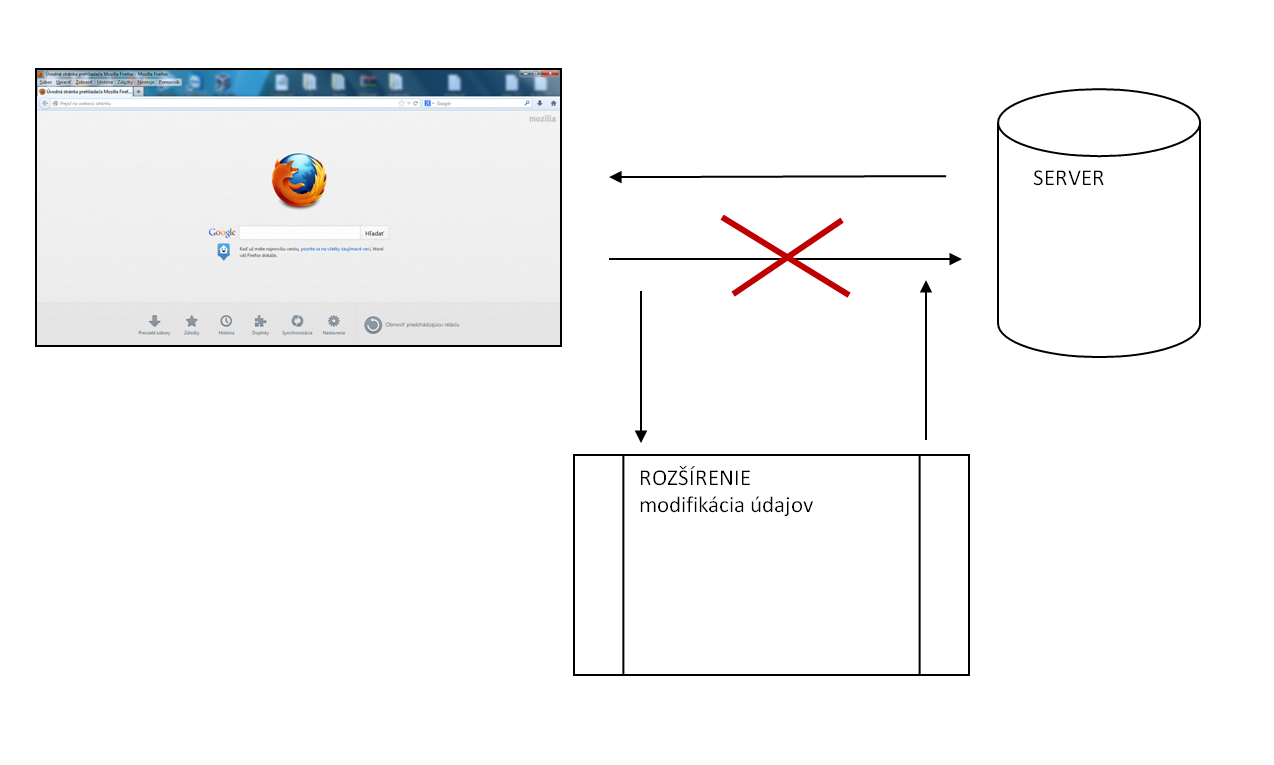 Úvodná stránka prehliadača Mozilla Firefox - Mozilla Firefox
Súbor Upraviť Zobraziť História Záložky Nástroje Pomocník
Úvodná stránka prehliadača Mozilla Firef...
Prejsť na webovú stránku
Google
mozilla
Google
Hľadať
Keď už máte najnovšiu verziu, pozrite sa na všetky zaujímavé veci, ktoré
váš Firefox dokáže.
Prevzaté súbory
Záložky
História
Doplnky
Synchronizácia
Nastavenia
Obnoviť predchádzajúcu reláciu
SERVER
ROZŠÍRENIE
modifikácia údajov